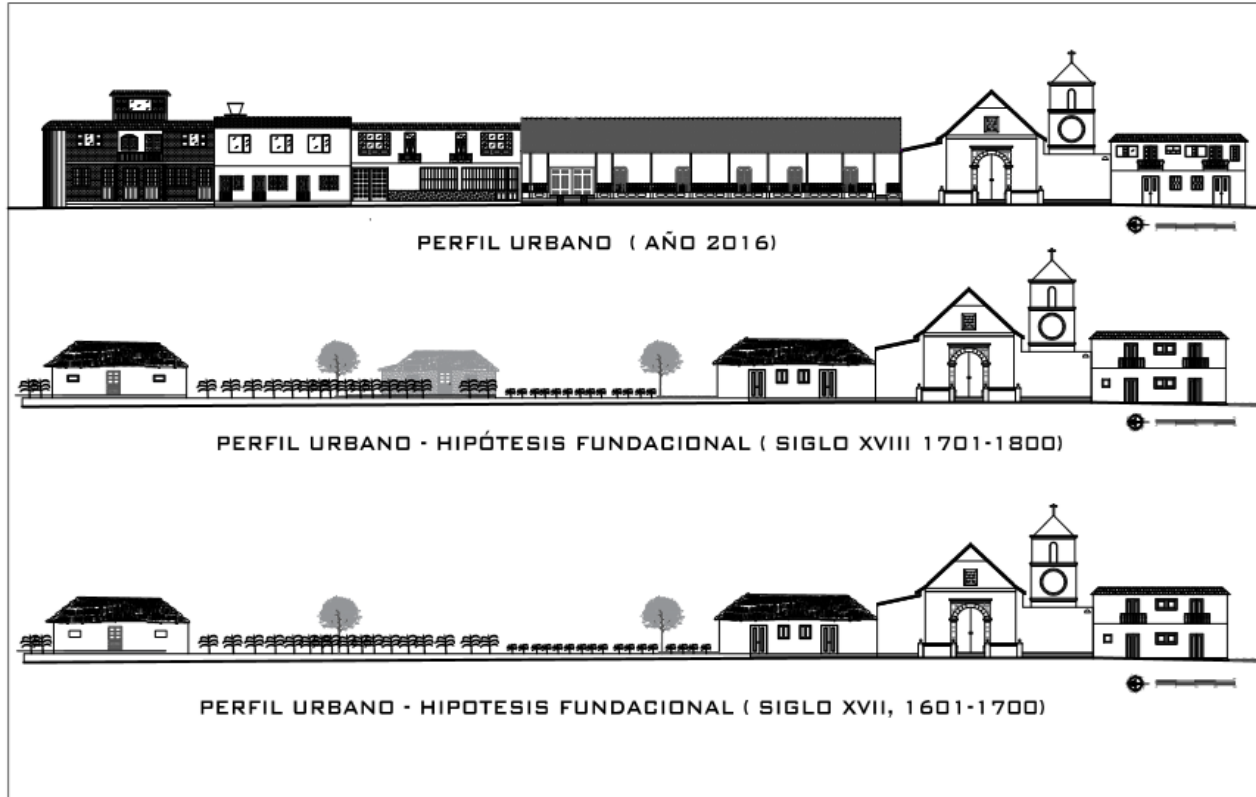 PERFIL URBANO ( AÑO 2016)
PERFIL URBANO - HIPÓTESIS FUNDACIONAL ( SIGLO XVIII 1701-1800)
PERFIL URBANO - HIPOTESIS FUNDACIONAL ( SIGLO XVII, 1601-1700)